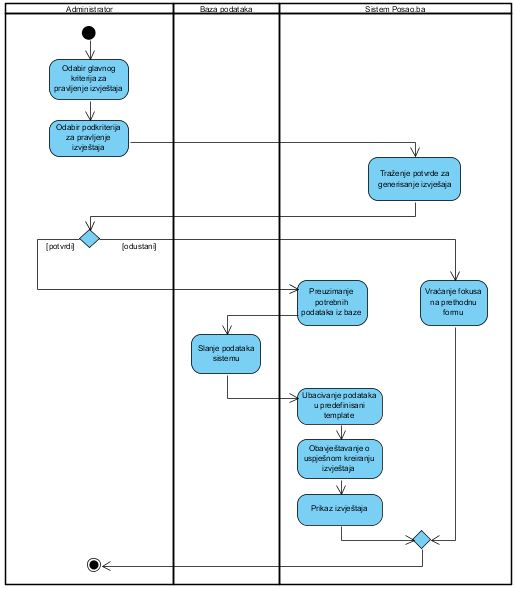 Administrator
Baza podataka
Sistem Posao.ba
Odabir glavnog
kriterija za
pravljenje izvještaja
Odabir podkriterija
za pravljenje
izvještaja
Traženje potvrde za
generisanje izvješaja
[potvrdi]
[odustani]
Preuzimanje
potrebnih
podataka iz baze
Vraćanje fokusa
na prethodnu
formu
Slanje podataka
sistemu
Ubacivanje podataka
u predefinisani
template
Obavještavanje o
uspješnom kreiranju
izvještaja
Prikaz izvještaja